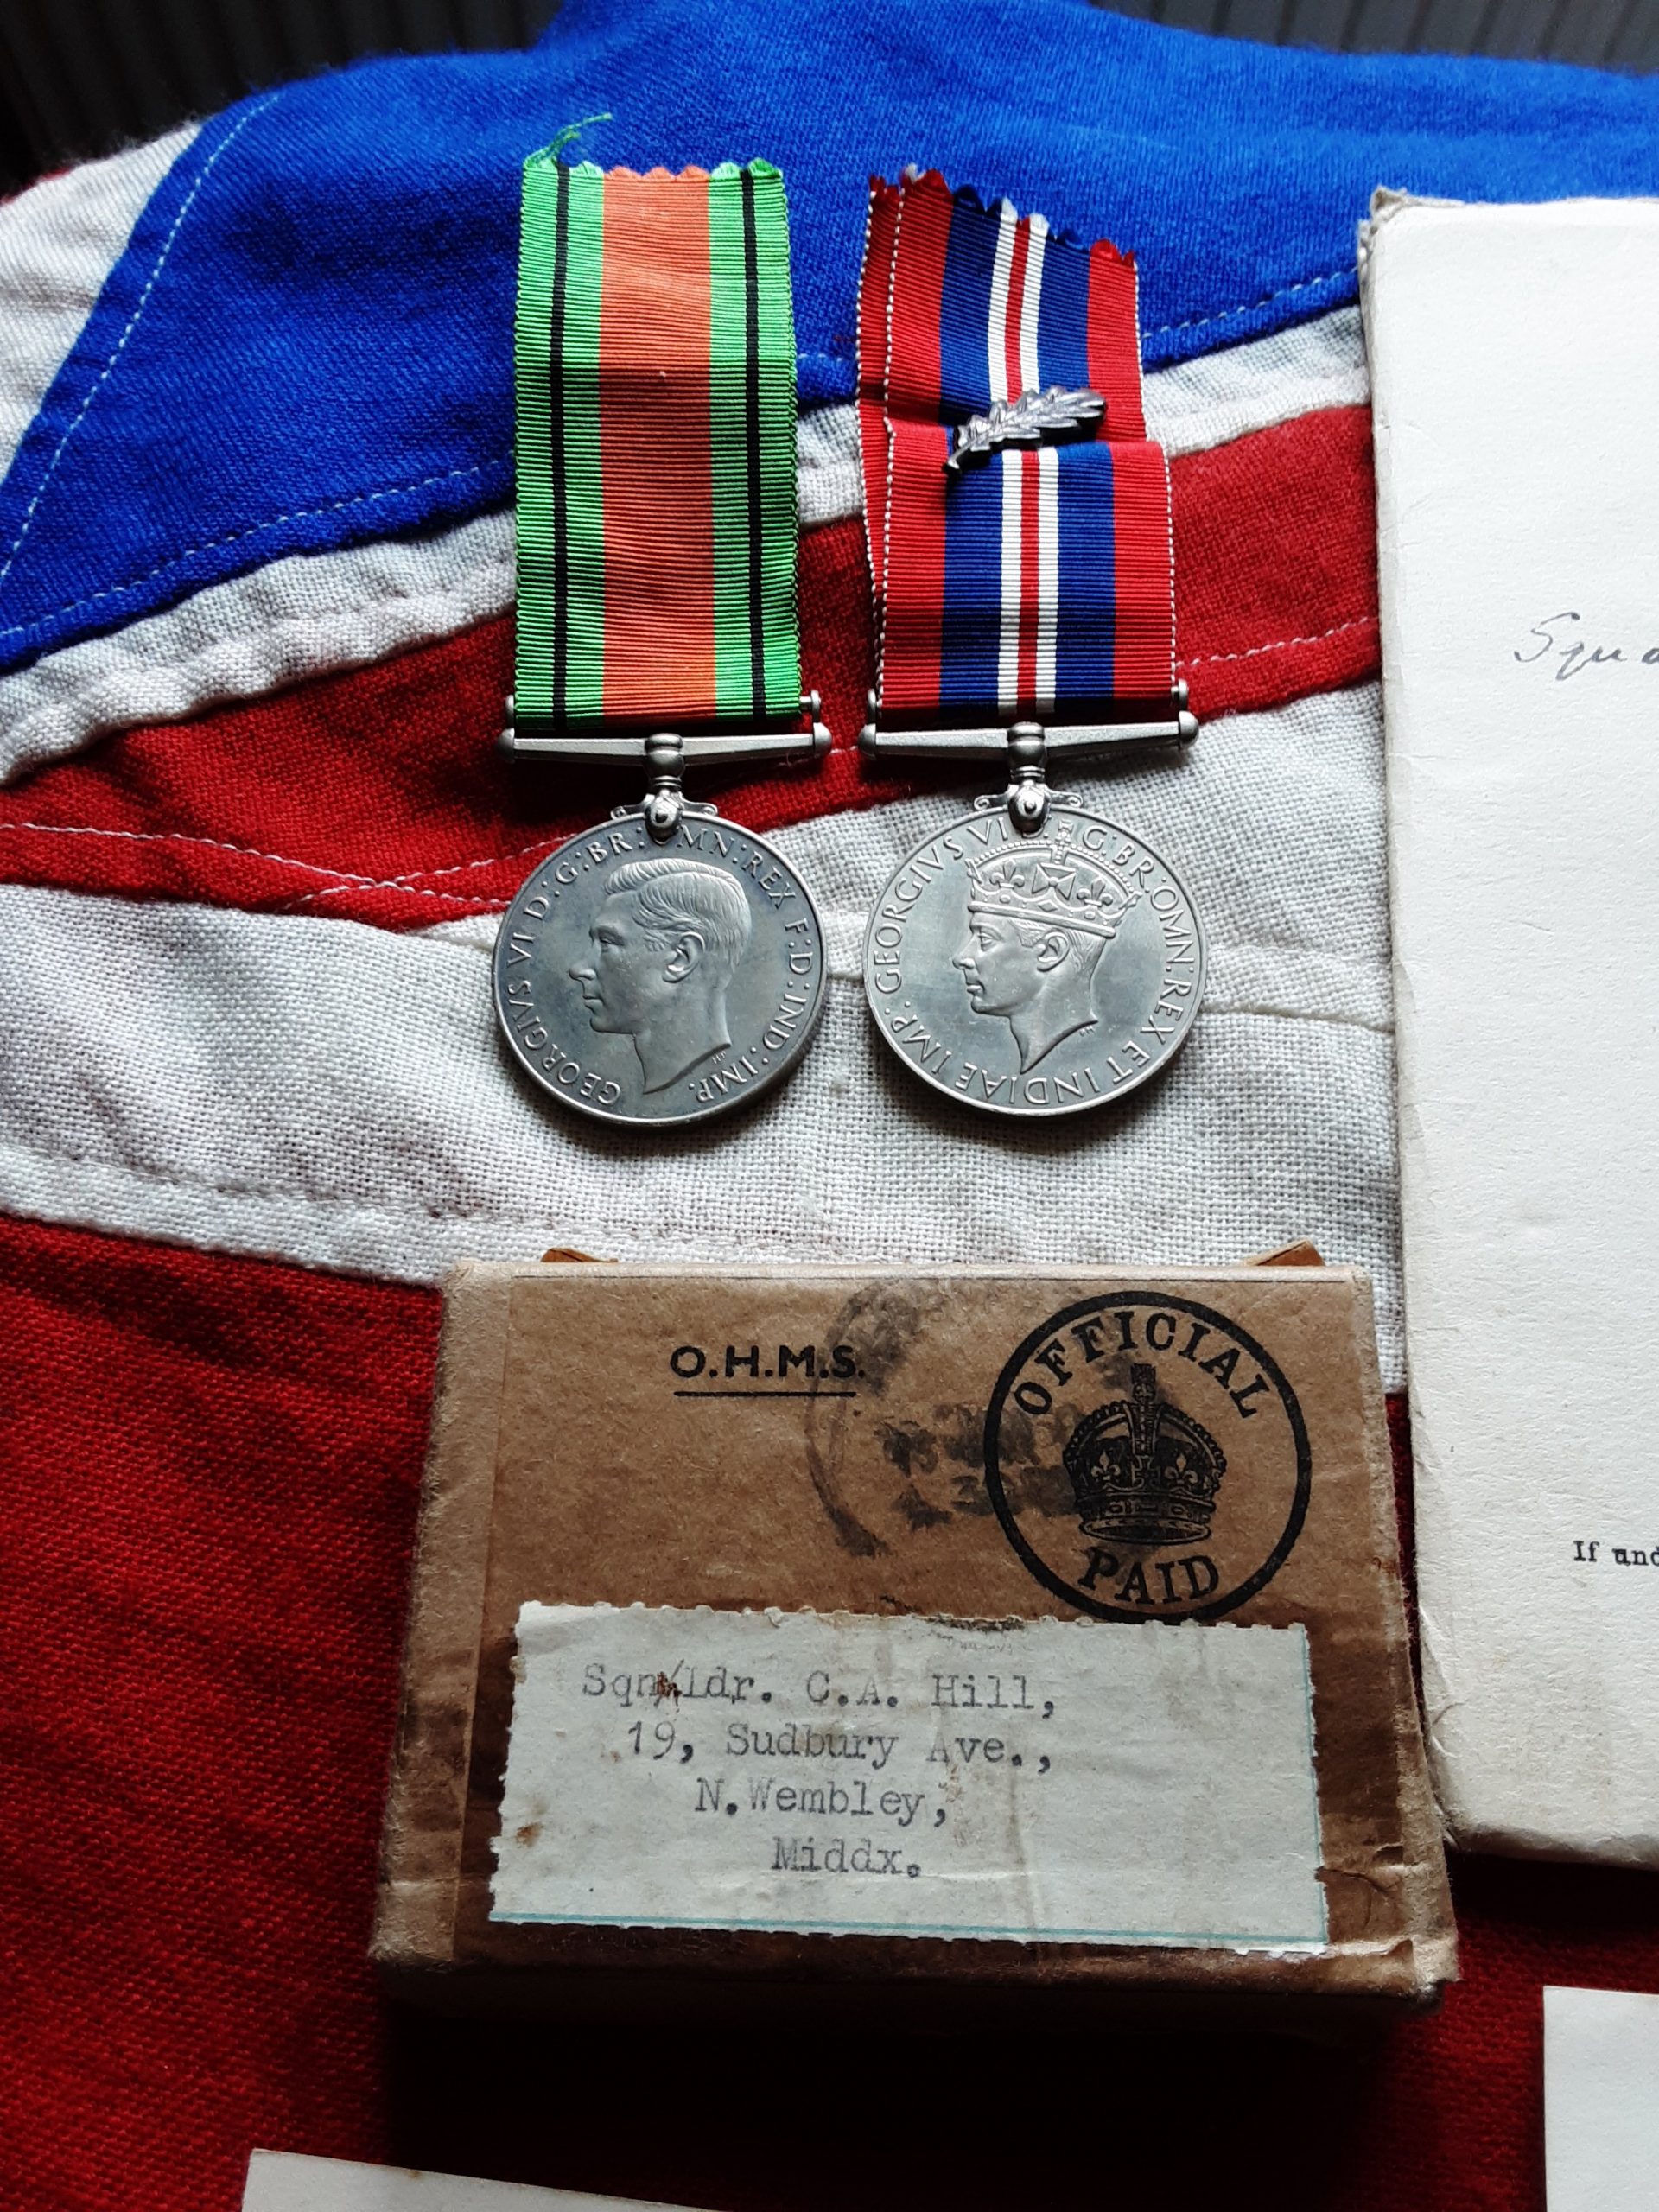 GEORGIVS VI D:G:BR:OMN:REX F:D:IND:IMP.
GEORGIVS VI D:G:BR:OMN:REX ET INDIAE IMP:
O.H.M.S.
OFFICIAL
PAID
Sqn/ldr. C.A. Hill,
19, Sudbury Ave.,
N.Wembley,
Middx.
Squa
If und